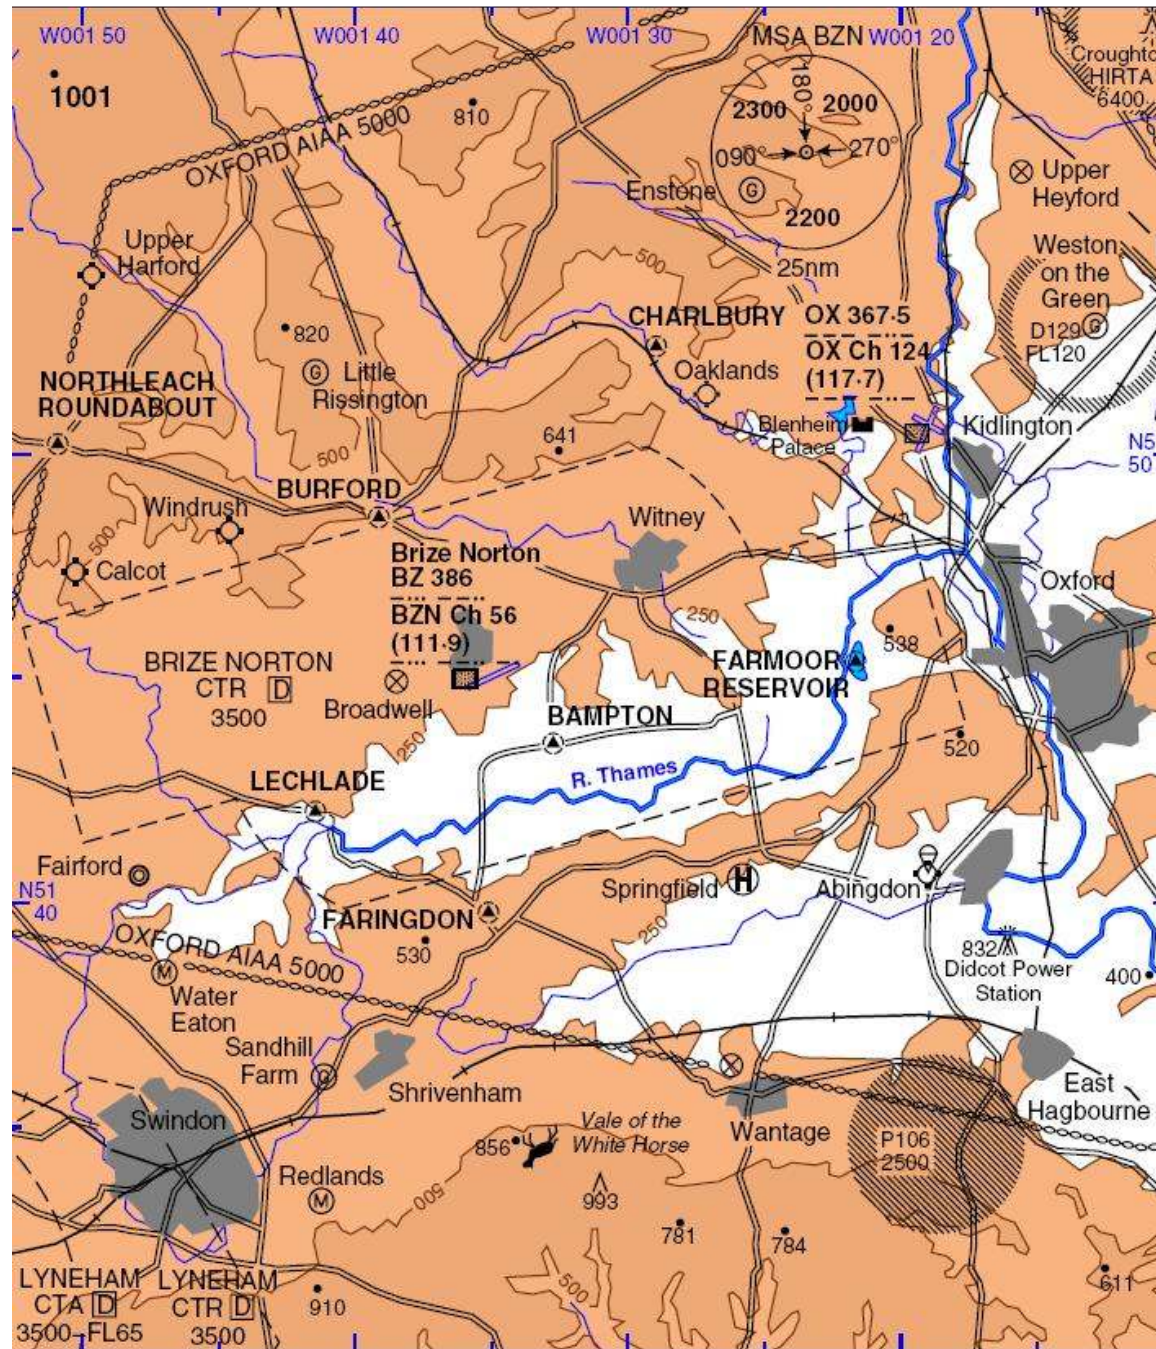 W001 50
W001 40
W001 30
MSA BZN
W001 20
1001
810
OXFORD AIAA 5000
2300
180°
2000
090°
270°
2200
25nm
Croughto
HIRTA
6400
Enstone
G
Upper
Heyford
Weston
on the
Green
G
D129
FL120
Upper
Harford
500
820
G
Little
Rissington
CHARLBURY
Oaklands
OX 367·5
OX Ch 124
(117·7)
Blenheim
Palace
Kidlington
N5
50
NORTHLEACH
ROUNDABOUT
500
641
BURFORD
Windrush
500
Calcot
Witney
Brize Norton
BZ 386
BZN Ch 56
(111·9)
Oxford
250
538
BRIZE NORTON
CTR D
3500
Broadwell
250
FARMOOR
RESERVOIR
BAMPTON
520
LECHLADE
R. Thames
Fairford
N51
40
Springfield
H
Abingdon
FARINGDON
530
250
OXFORD AIAA 5000
M
Water
Eaton
832
Didcot Power
Station
400
Sandhill
Farm
G
Shrivenham
East
Hagbourne
Swindon
856
Vale of the
White Horse
Wantage
P106
2500
Redlands
M
500
993
781
784
500
611
LYNEHAM
CTA D
3500-FL65
LYNEHAM
CTR D
3500
910